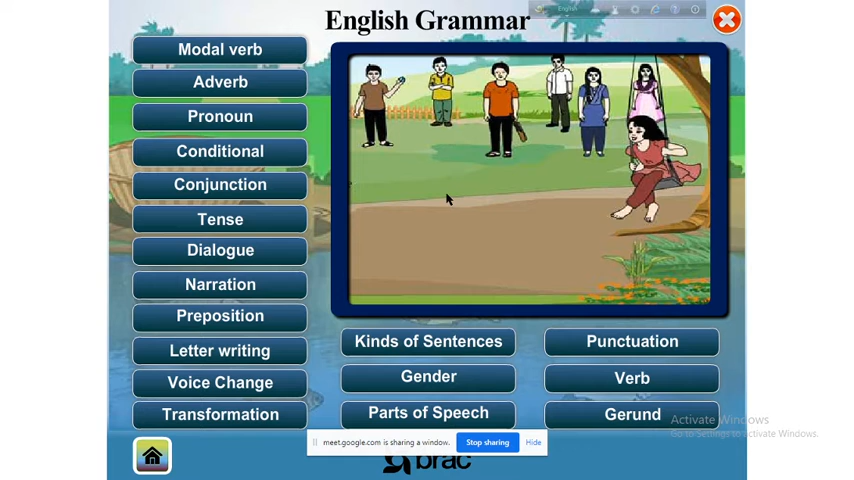 English Grammar
English
Modal verb
Adverb
Pronoun
Conditional
Conjunction
Tense
Dialogue
Narration
Preposition
Letter writing
Voice Change
Transformation
Kinds of Sentences
Punctuation
Gender
Verb
Parts of Speech
Gerund
Activate Windows
Go to Settings to activate Windows.
meet.google.com is sharing a window.
Stop sharing
Hide
brac